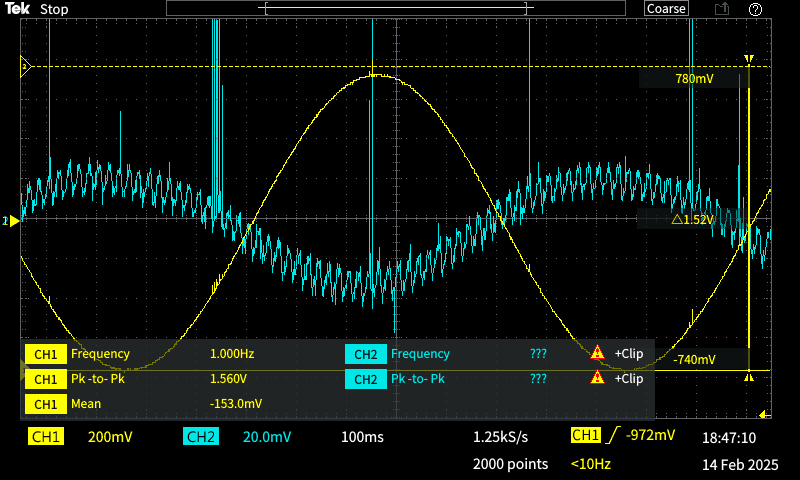 Tek Stop Coarse
2
780mV
2
△1.52V
-740mV
CH1 Frequency 1.000Hz CH2 Frequency ??? +Clip
CH1 Pk-to-Pk 1.560V CH2 Pk-to-Pk ??? +Clip
CH1 Mean -153.0mV
CH1 200mV CH2 20.0mV 100ms 1.25kS/s CH1 -972mV 18:47:10
2000 points <10Hz 14 Feb 2025